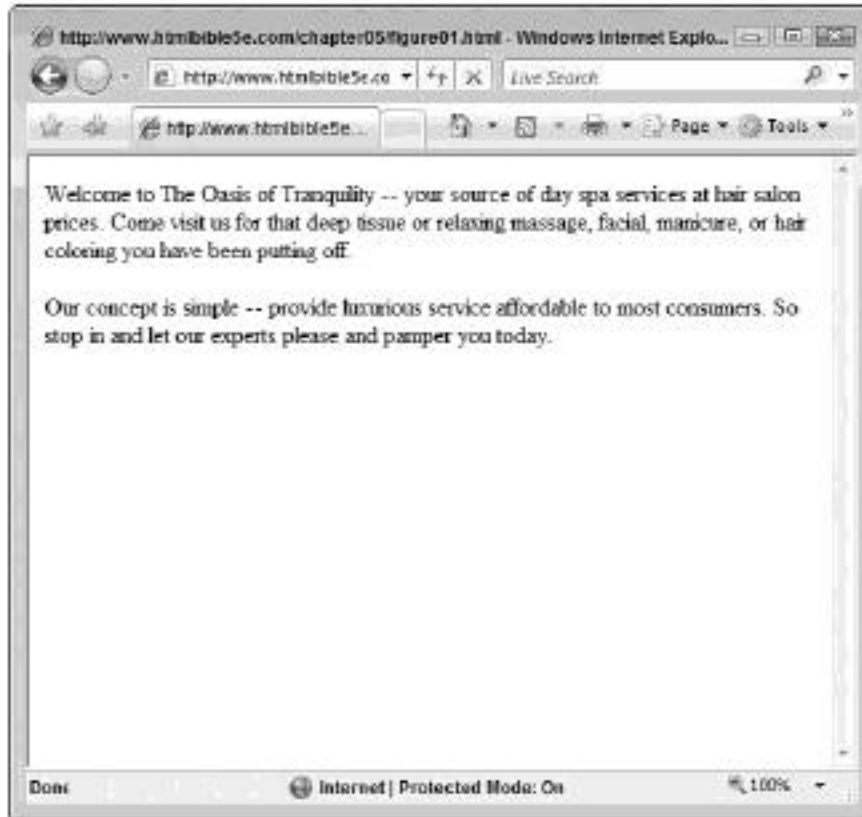 http://www.htmlbible5e.com/chapter05/figure01.html - Windows Internet Explo...
http://www.htmlbible5e.co
Live Search
http://www.htmlbible5e...
Page
Tools
Welcome to The Oasis of Tranquility -- your source of day spa services at hair salon
prices. Come visit us for that deep tissue or relaxing massage, facial, manicure, or hair
coloring you have been putting off.
Our concept is simple -- provide luxurious service affordable to most consumers. So
stop in and let our experts please and pamper you today.
Done
Internet | Protected Mode: On
100%